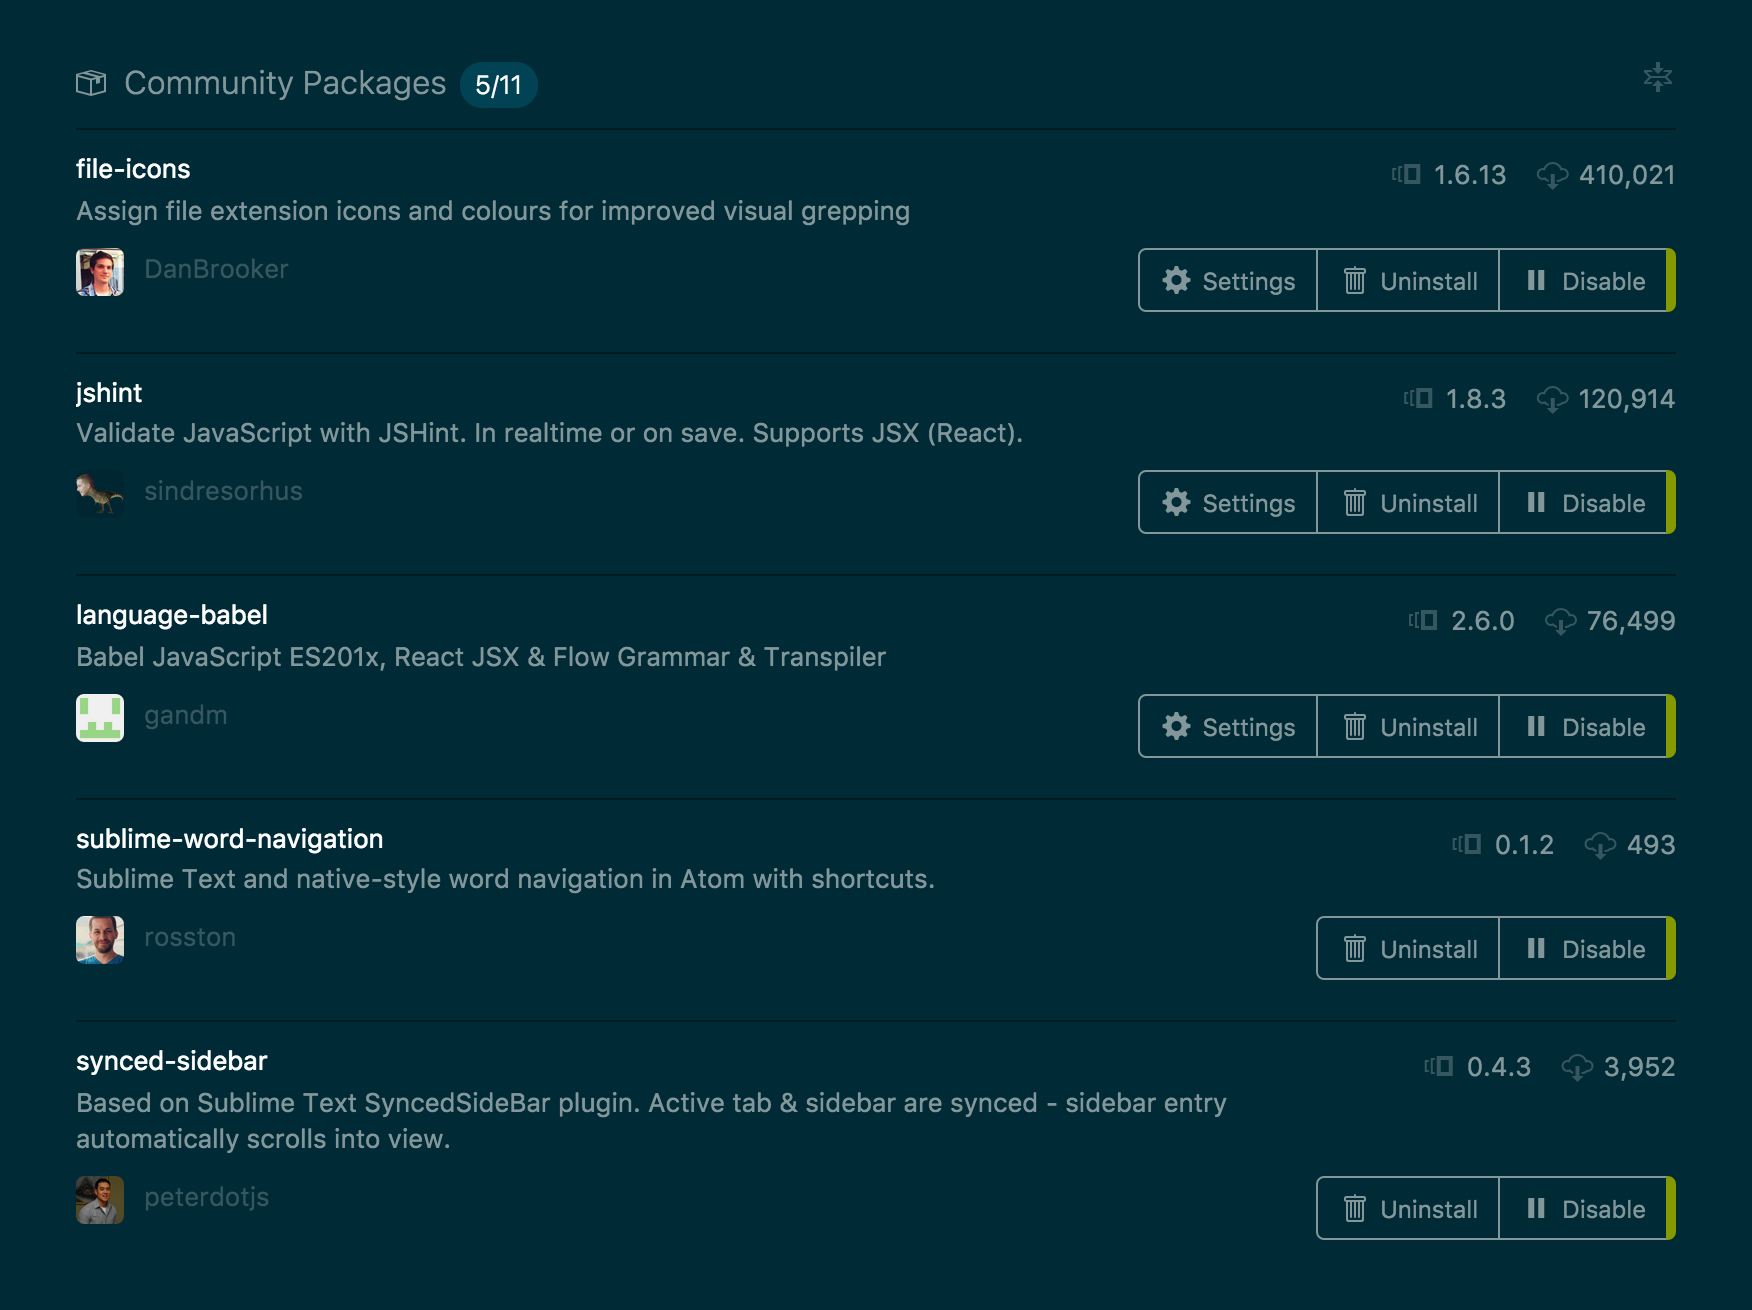 Community Packages 5/11
file-icons
1.6.13 410,021
Assign file extension icons and colours for improved visual grepping
DanBrooker
Settings Uninstall Disable
jshint
1.8.3 120,914
Validate JavaScript with JSHint. In realtime or on save. Supports JSX (React).
sindresorhus
Settings Uninstall Disable
language-babel
2.6.0 76,499
Babel JavaScript ES201x, React JSX & Flow Grammar & Transpiler
gandm
Settings Uninstall Disable
sublime-word-navigation
0.1.2 493
Sublime Text and native-style word navigation in Atom with shortcuts.
rosston
Uninstall Disable
synced-sidebar
0.4.3 3,952
Based on Sublime Text SyncedSideBar plugin. Active tab & sidebar are synced - sidebar entry
automatically scrolls into view.
peterdotjs
Uninstall Disable